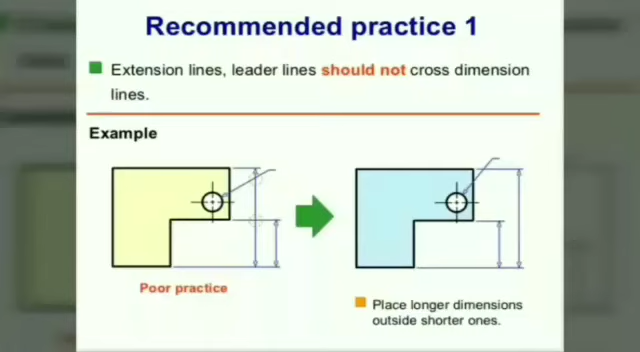 Recommended practice 1
Extension lines, leader lines should not cross dimension
lines.
Example
Poor practice
Place longer dimensions
outside shorter ones.